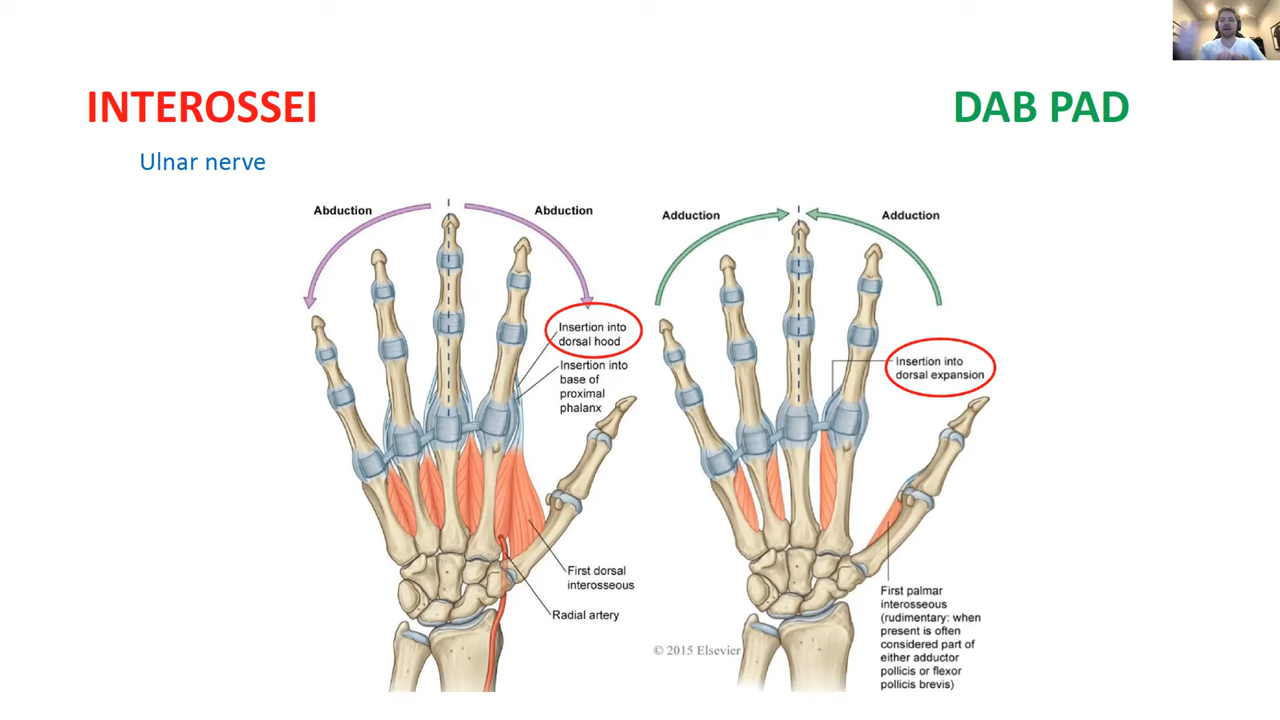 INTEROSSEI
DAB PAD
Ulnar nerve
Abduction
Abduction
Insertion into
dorsal hood
Insertion into
base of
proximal
phalanx
First dorsal
interosseous
Radial artery
Adduction
Adduction
Insertion into
dorsal expansion
First palmar
interosseous
(rudimentary: when
present is often
considered part of
either adductor
pollicis or flexor
pollicis brevis)
© 2015 Elsevier